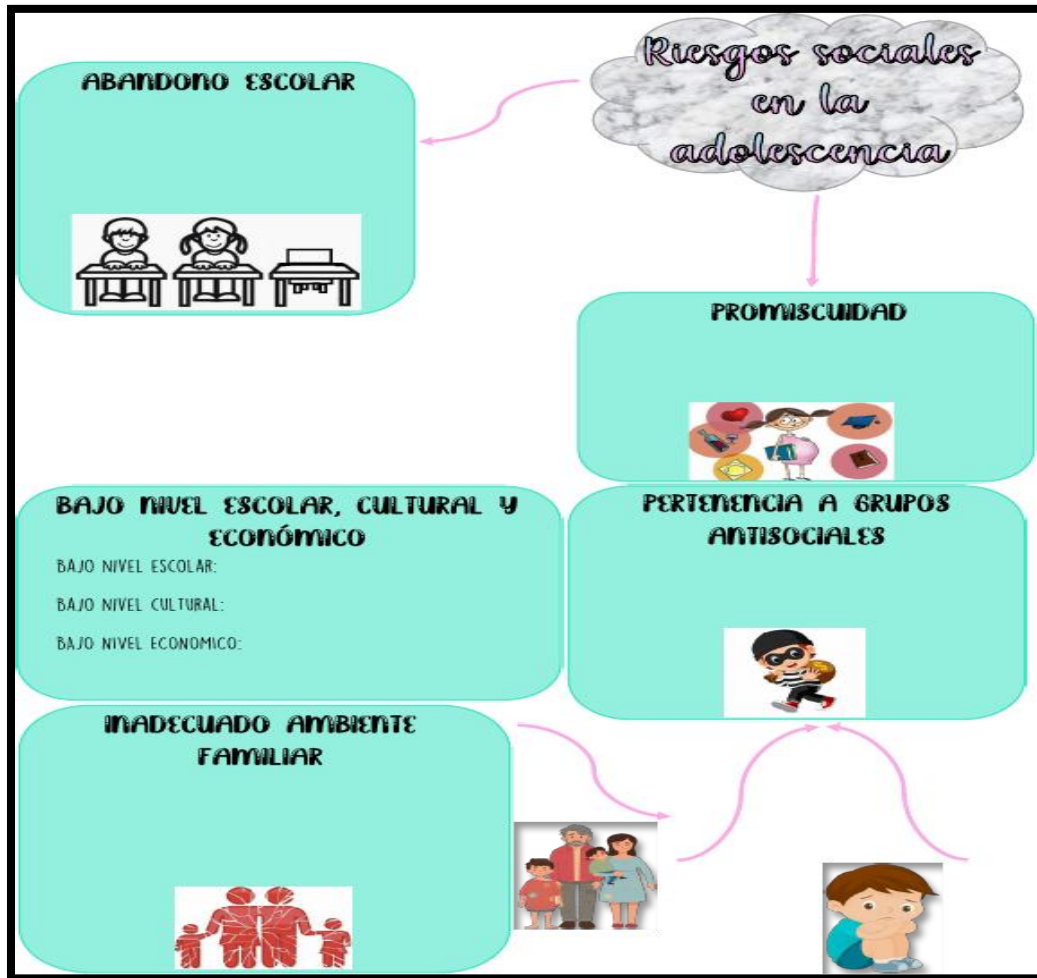 Riesgos sociales
en la
adolescencia
ABANDONO ESCOLAR
PROMISCUIDAD
BAJO NIVEL ESCOLAR, CULTURAL Y
ECONÓMICO
BAJO NIVEL ESCOLAR:
BAJO NIVEL CULTURAL:
BAJO NIVEL ECONOMICO:
PERTENENCIA A GRUPOS
ANTISOCIALES
INADECUADO AMBIENTE
FAMILIAR